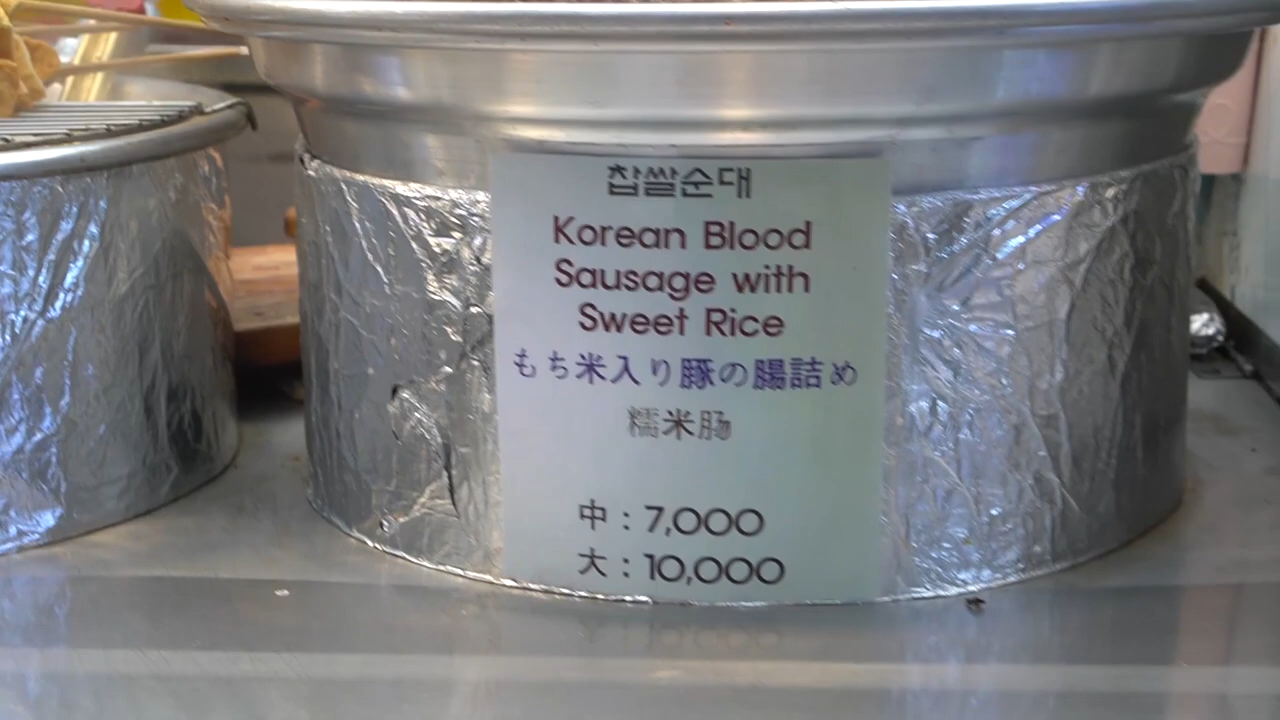 찹쌀순대
Korean Blood
Sausage with
Sweet Rice
もち米入り豚の腸詰め
糯米肠
中 : 7,000
大 : 10,000